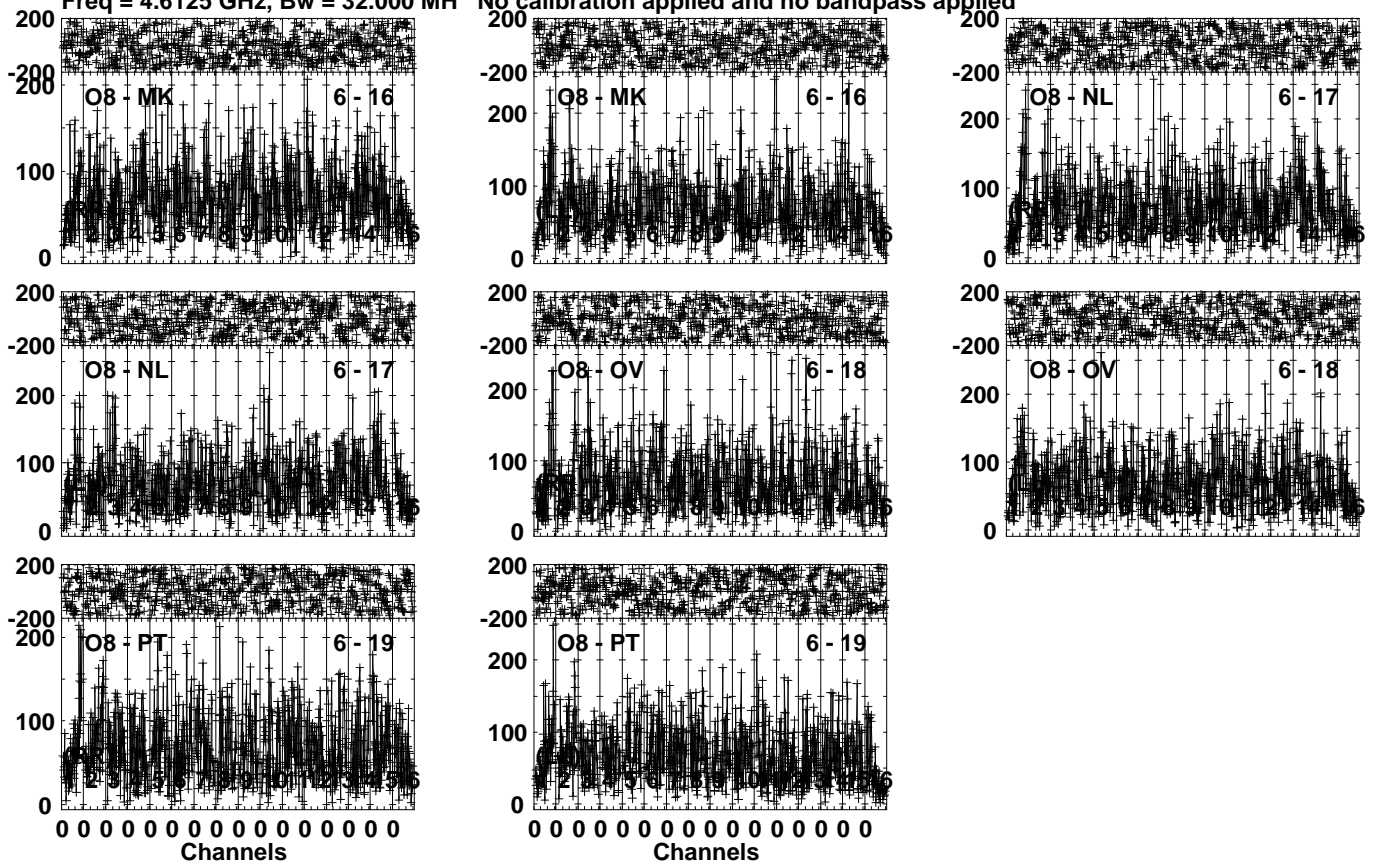 Freq = 4.6125 GHz, Bw = 32.000 MH No calibration applied and no bandpass applied
200 200 200
-200 -200 -200
O8 - MK 6 - 16 O8 - MK 6 - 16 O8 - NL 6 - 17
200 200 200
100 100 100
0 0 0
200 200 200
-200 -200 -200
O8 - NL 6 - 17 O8 - OV 6 - 18 O8 - OV 6 - 18
200 200 200
100 100 100
0 0 0
200 200
-200 -200
O8 - PT 6 - 19 O8 - PT 6 - 19
200 200
100 100
0 0
0 0 0 0 0 0 0 0 0 0 0 0 0 0 0 0 0 0 0 0 0 0 0 0 0 0 0 0 0 0 0 0
Channels Channels